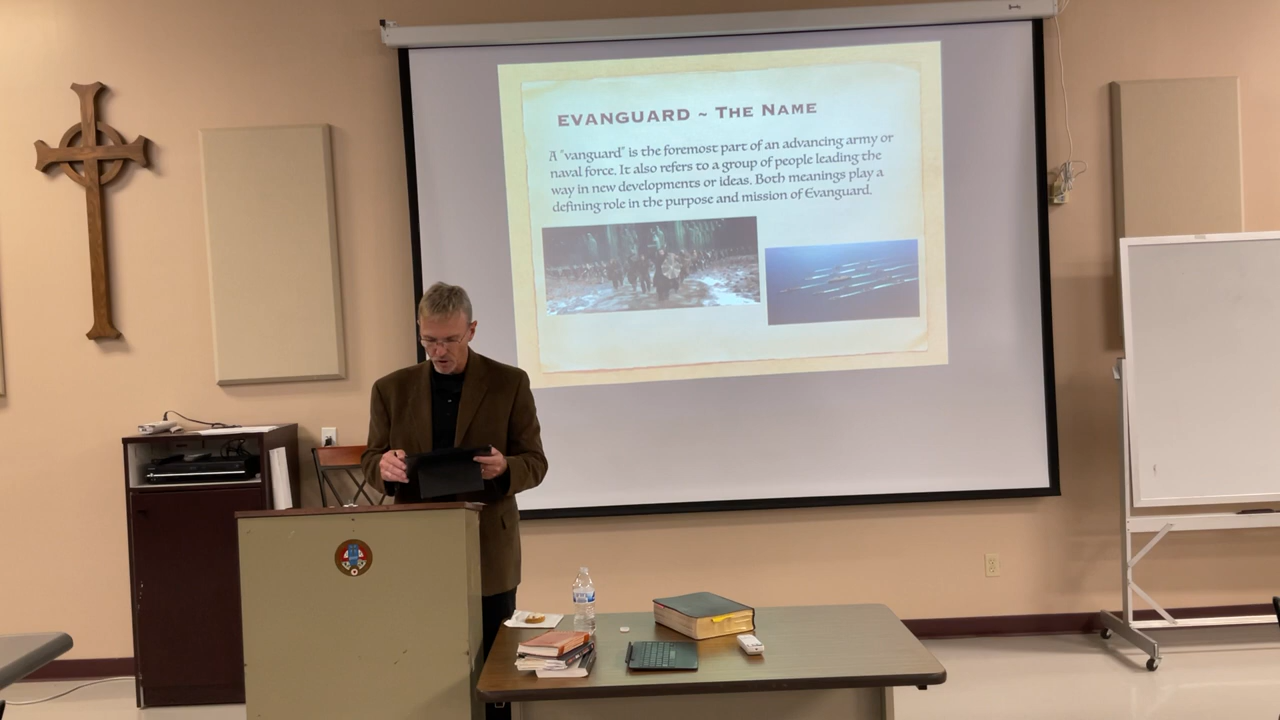 EVANGUARD ~ THE NAME
A "vanguard" is the foremost part of an advancing army or
naval force. It also refers to a group of people leading the
way in new developments or ideas. Both meanings play a
defining role in the purpose and mission of Evanguard.